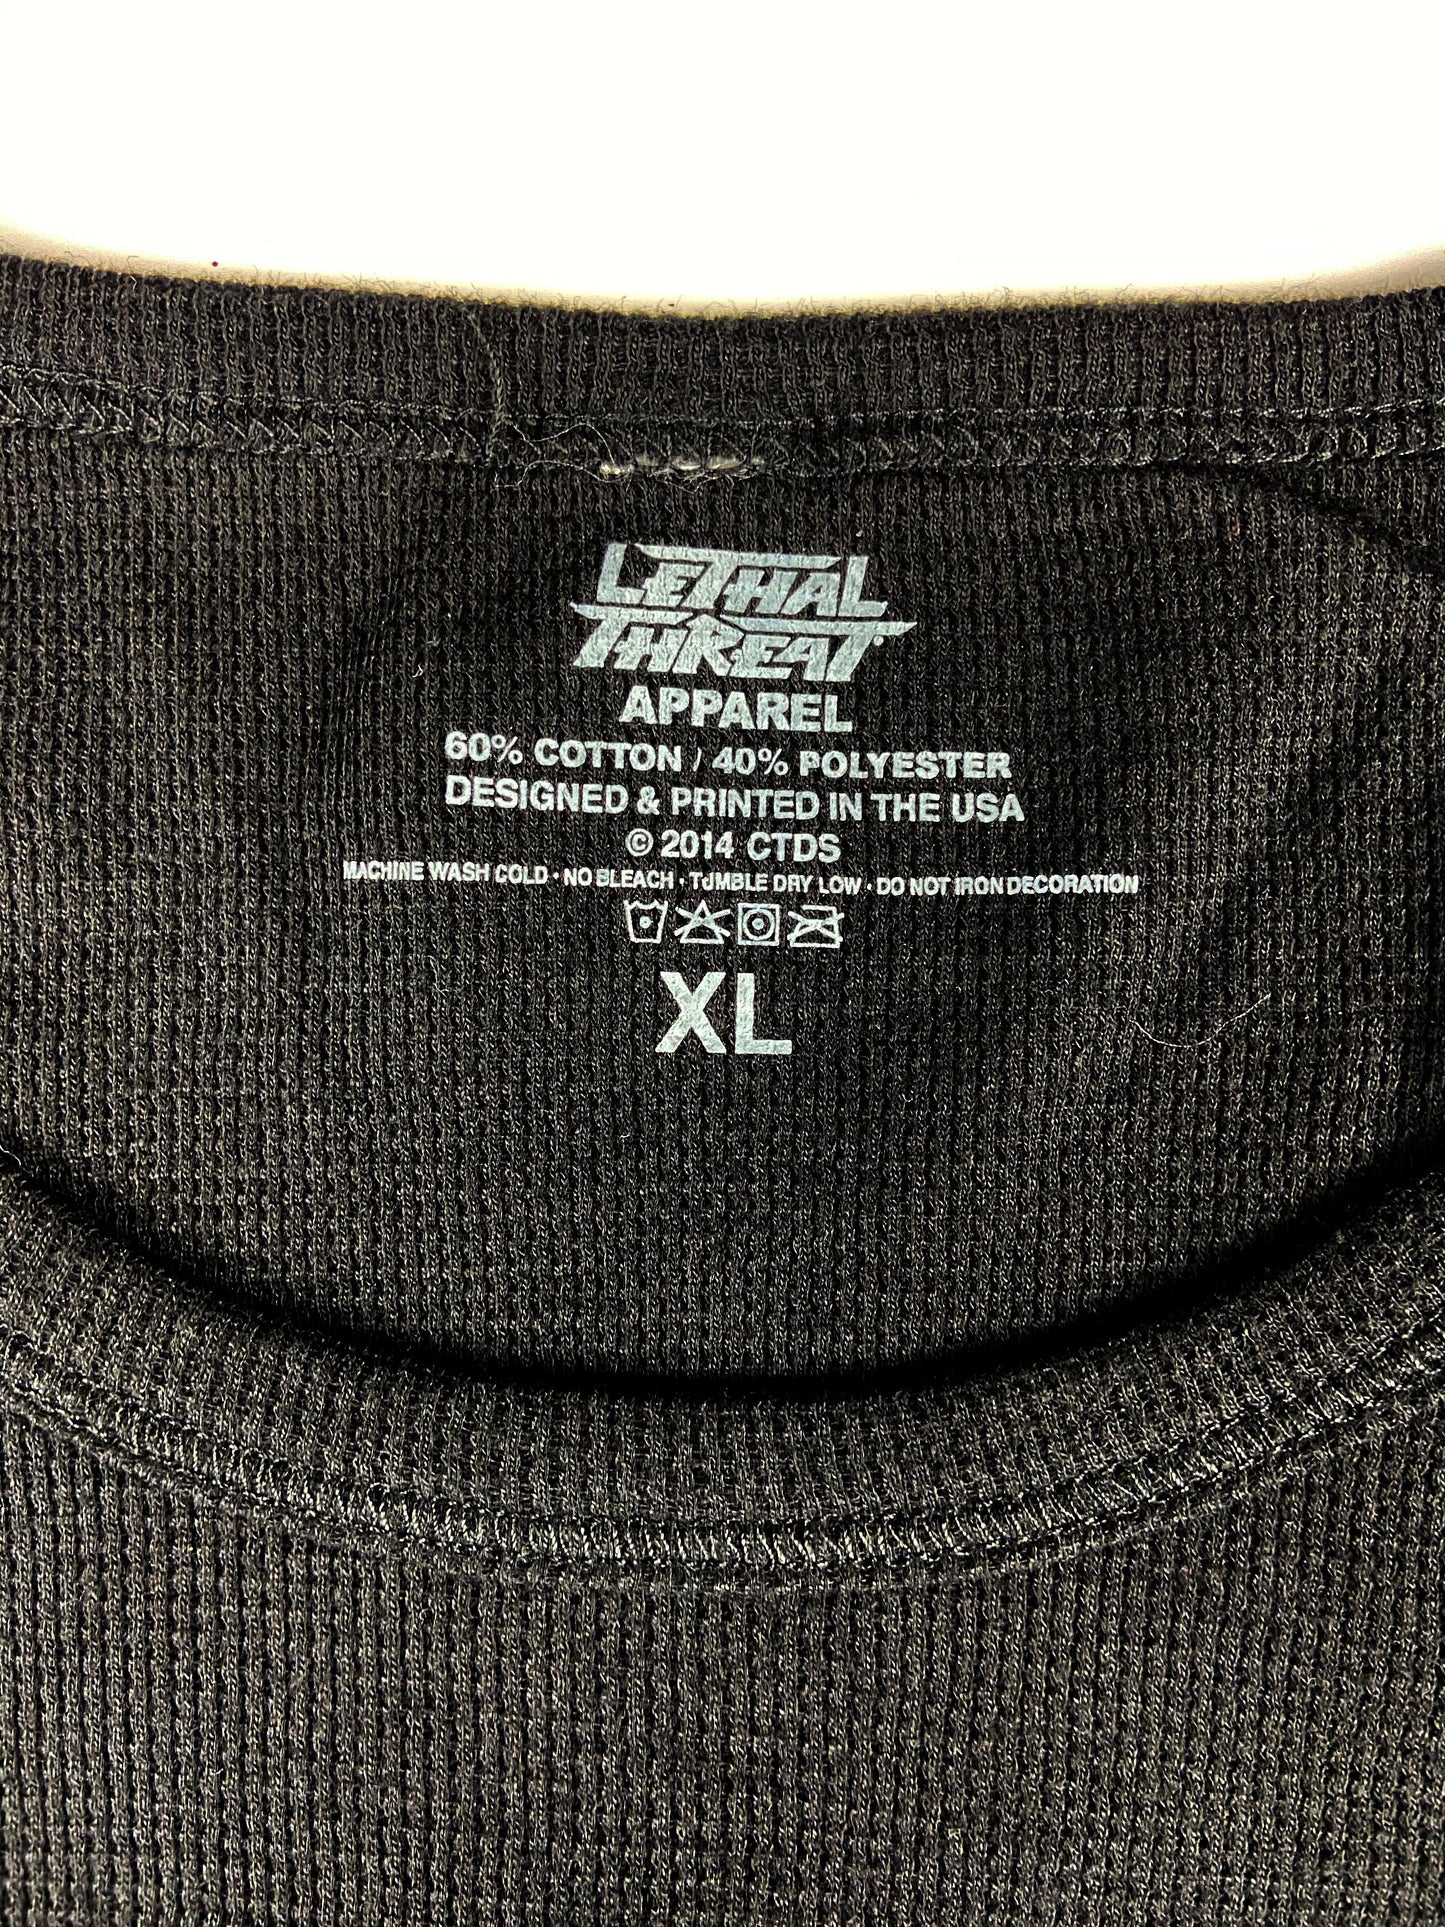 LETHAL
THREAT®
APPAREL
60% COTTON / 40% POLYESTER
DESIGNED & PRINTED IN THE USA
© 2014 CTDS
MACHINE WASH COLD • NO BLEACH • TUMBLE DRY LOW • DO NOT IRON DECORATION
XL